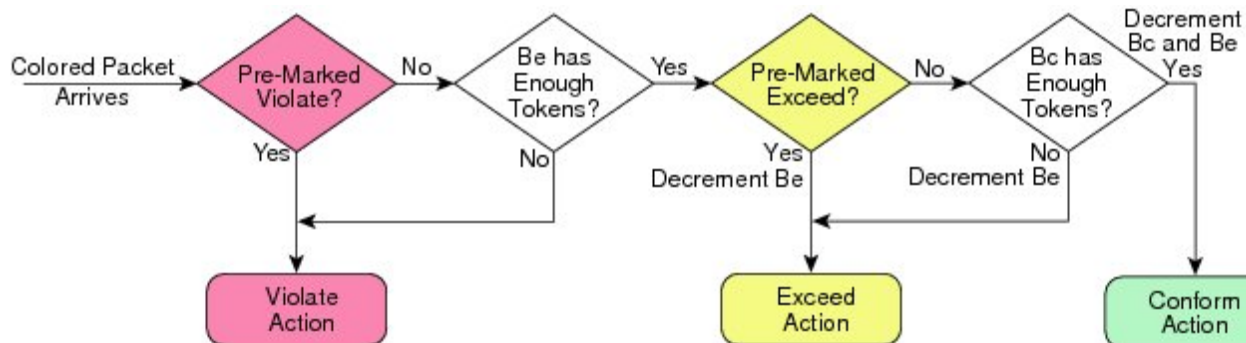 Colored Packet
Arrives
Pre-Marked
Violate?
No
Yes
Be has
Enough
Tokens?
Yes
No
Pre-Marked
Exceed?
No
Yes
Decrement Be
Bc has
Enough
Tokens?
No
Decrement Be
Decrement
Bc and Be
Yes
Violate
Action
Exceed
Action
Conform
Action